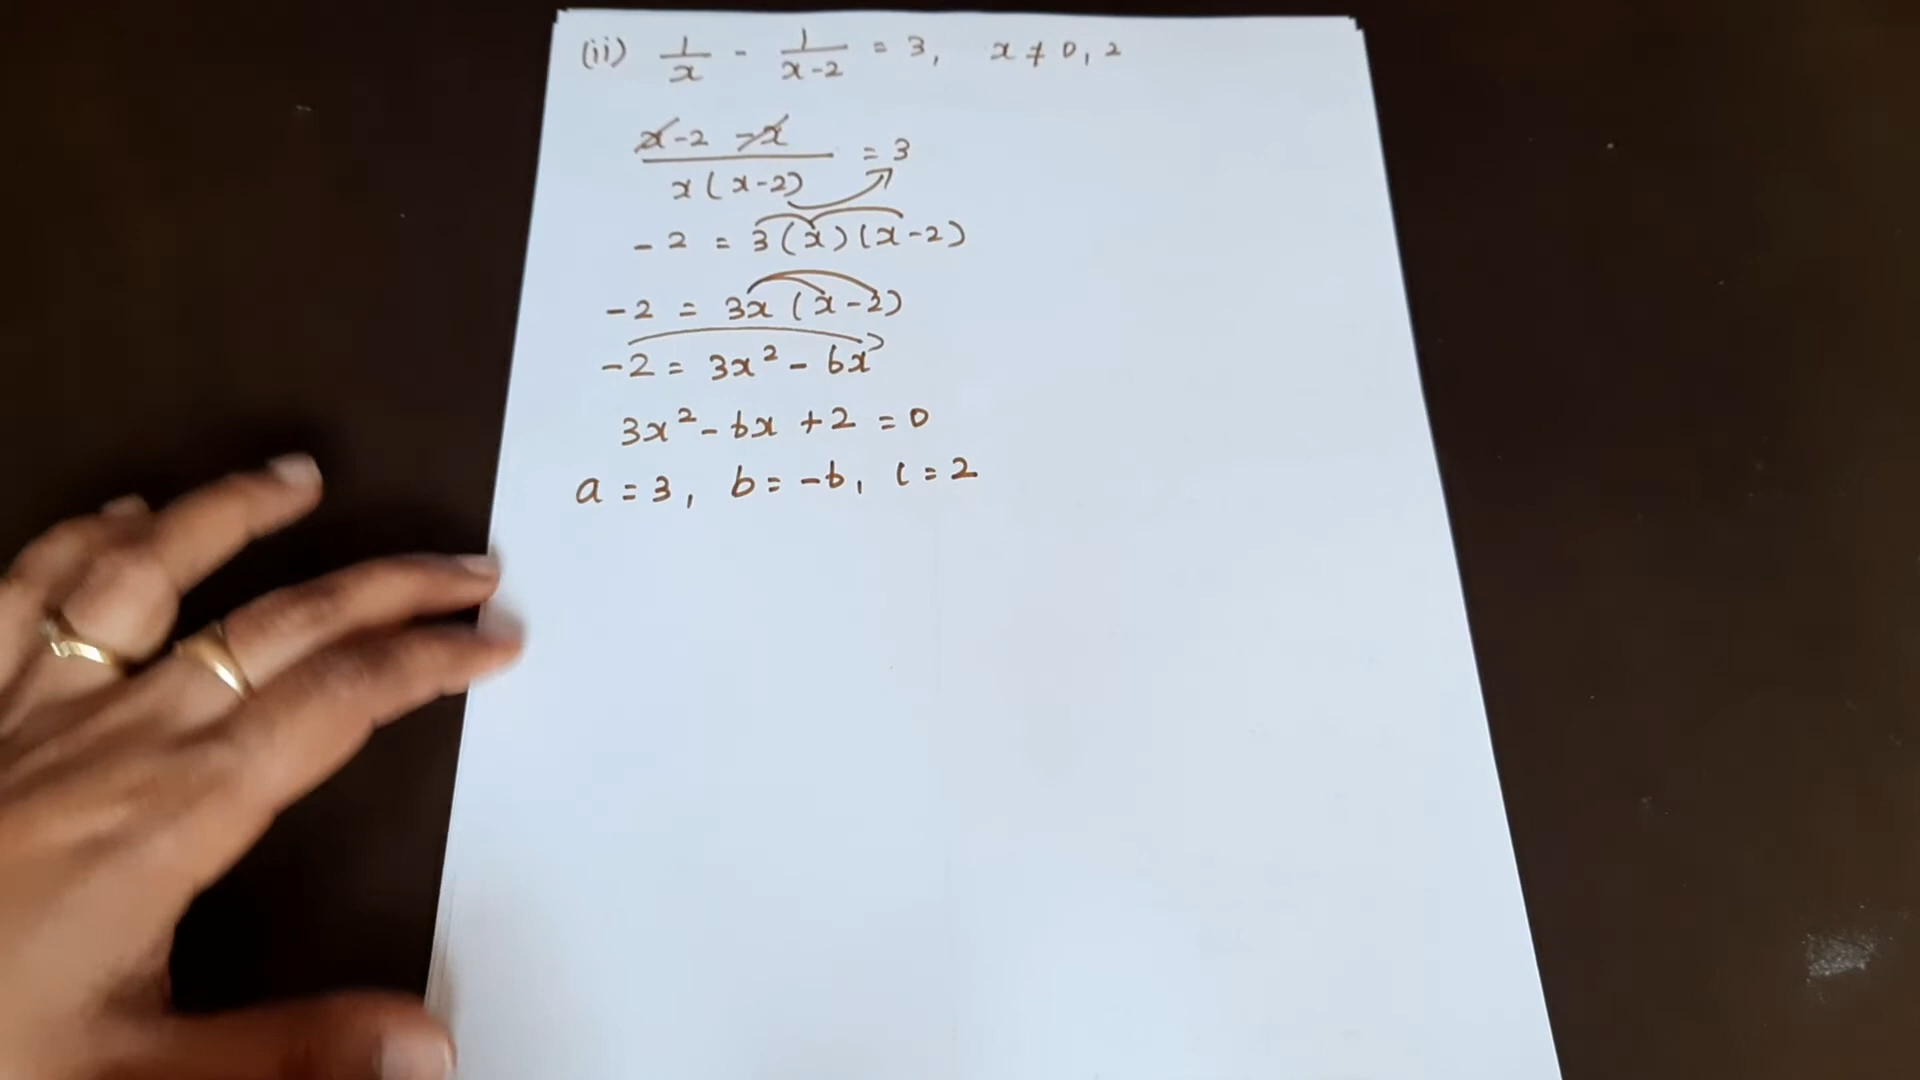 (ii) 1/x - 1/(x-2) = 3, x ≠ 0, 2
(x-2 -x)/(x(x-2)) = 3
-2 = 3(x)(x-2)
-2 = 3x(x-2)
-2 = 3x² - 6x
3x² - 6x + 2 = 0
a = 3, b = -6, c = 2